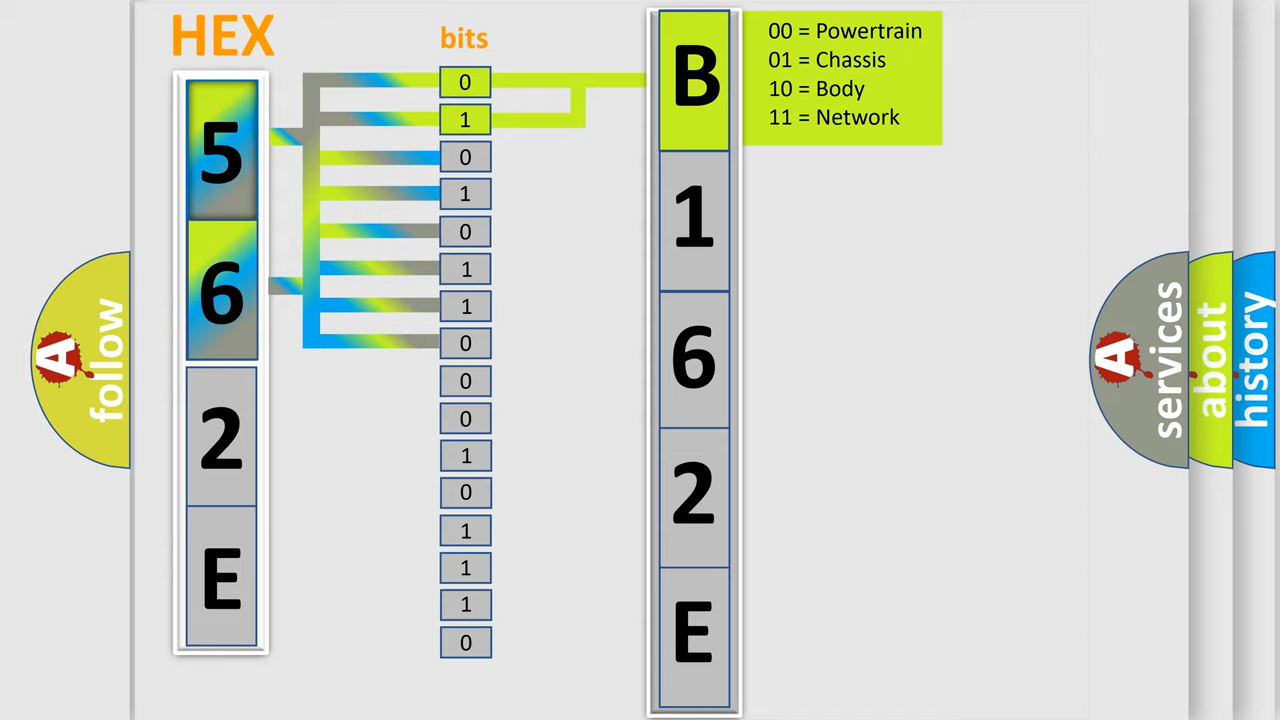 HEX
bits
5
6
2
E
0
1
0
1
0
1
1
0
0
0
1
0
1
1
1
0
B
1
6
2
E
00 = Powertrain
01 = Chassis
10 = Body
11 = Network
A
follow
A
services
about
history